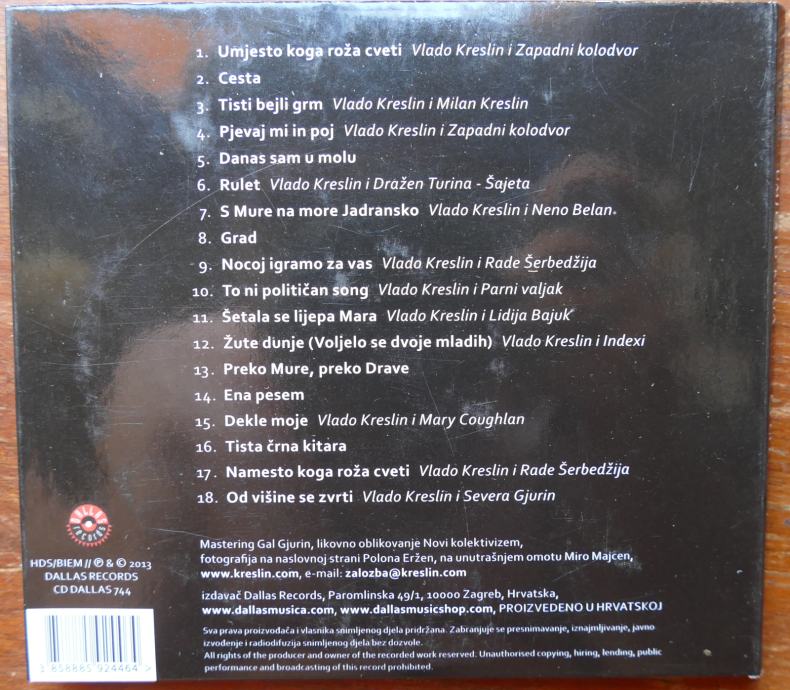 1. Umjesto koga roža cveti Vlado Kreslin i Zapadni kolodvor
2. Cesta
3. Tisti bejli grm Vlado Kreslin i Milan Kreslin
4. Pjevaj mi in poj Vlado Kreslin i Zapadni kolodvor
5. Danas sam u molu
6. Rulet Vlado Kreslin i Dražen Turina - Šajeta
7. S Mure na more Jadransko Vlado Kreslin i Neno Belan
8. Grad
9. Nocoj igramo za vas Vlado Kreslin i Rade Šerbedžija
10. To ni političan song Vlado Kreslin i Parni valjak
11. Šetala se lijepa Mara Vlado Kreslin i Lidija Bajuk
12. Žute dunje (Voljelo se dvoje mladih) Vlado Kreslin i Indexi
13. Preko Mure, preko Drave
14. Ena pesem
15. Dekle moje Vlado Kreslin i Mary Coughlan
16. Tista črna kitara
17. Namesto koga roža cveti Vlado Kreslin i Rade Šerbedžija
18. Od višine se zvrti Vlado Kreslin i Severa Gjurin
DALLAS
records
HDS/BIEM // ℗ & © 2013
DALLAS RECORDS
CD DALLAS 744
3 858885 924464 >
Mastering Gal Gjurin, likovno oblikovanje Novi kolektivizem,
fotografija na naslovnoj strani Polona Eržen, na unutrašnjem omotu Miro Majcen,
www.kreslin.com, e-mail: zalozba@kreslin.com
izdavač Dallas Records, Paromlinska 49/1, 10000 Zagreb, Hrvatska,
www.dallasmusica.com, www.dallasmusicshop.com, PROIZVEDENO U HRVATSKOJ
Sva prava proizvođača i vlasnika snimljenog djela pridržana. Zabranjuje se presnimavanje, iznajmljivanje, javno
izvođenje i radiodifuzija snimljenog djela bez dozvole.
All rights of the producer and owner of the recorded work reserved. Unauthorised copying, hiring, lending, public
performance and broadcasting of this record prohibited.